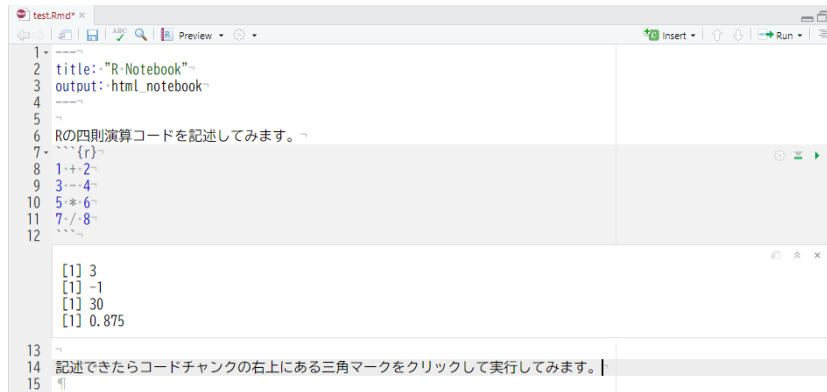 test.Rmd*
ABC Preview Insert Run
1 ---
2 title: "R Notebook"
3 output: html_notebook
4 ---
5
6 Rの四則演算コードを記述してみます。
7 ```{r}
8 1 + 2
9 3 - 4
10 5 * 6
11 7 / 8
12 ```
[1] 3
[1] -1
[1] 30
[1] 0.875
13
14 記述できたらコードチャンクの右上にある三角マークをクリックして実行してみます。
15